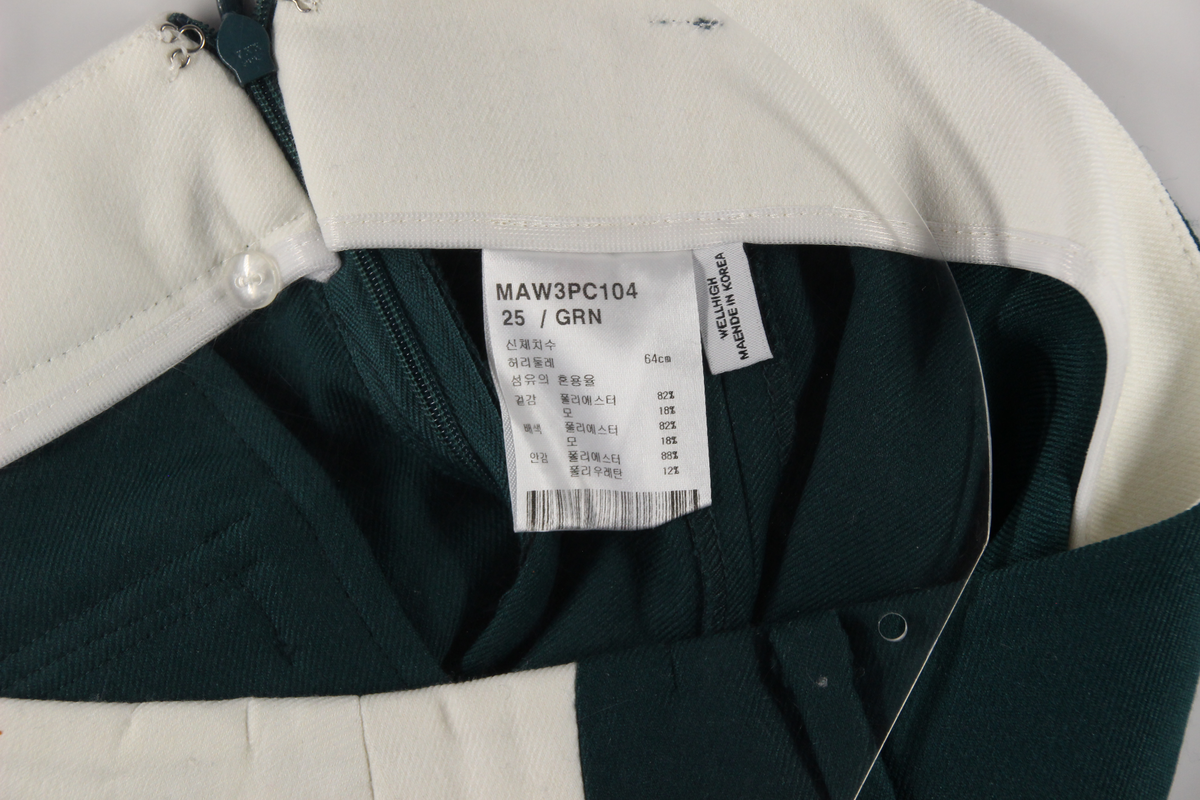 MAW3PC104
25 / GRN
신체치수
허리둘레 64cm
섬유의 혼용율
겉감 폴리에스터 82%
모 18%
배색 폴리에스터 82%
모 18%
안감 폴리에스터 88%
폴리우레탄 12%
WELLHIGH
MAENDE IN KOREA